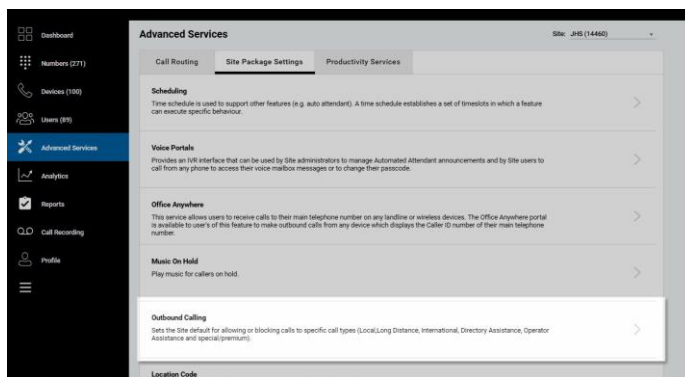 Advanced Services
Site: JHS (14460)
Dashboard
Numbers (271)
Devices (100)
Users (89)
Advanced Services
Analytics
Reports
Call Recording
Profile
Call Routing
Site Package Settings
Productivity Services
Scheduling
Time schedule is used to support other features (e.g. auto attendant). A time schedule establishes a set of timeslots in which a feature
can execute specific behaviour.
Voice Portals
Provides an IVR interface that can be used by Site administrators to manage Automated Attendant announcements and by Site users to
call from any phone to access their voice mailbox messages or to change their passcode.
Office Anywhere
This service allows users to receive calls to their main telephone number on any landline or wireless devices. The Office Anywhere portal
is available to user's of this feature to make outbound calls from any device which displays the Caller ID number of their main telephone
number.
Music On Hold
Play music for callers on hold.
Outbound Calling
Sets the Site default for allowing or blocking calls to specific call types (Local,Long Distance, International, Directory Assistance, Operator
Assistance and special/premium).
Location Code